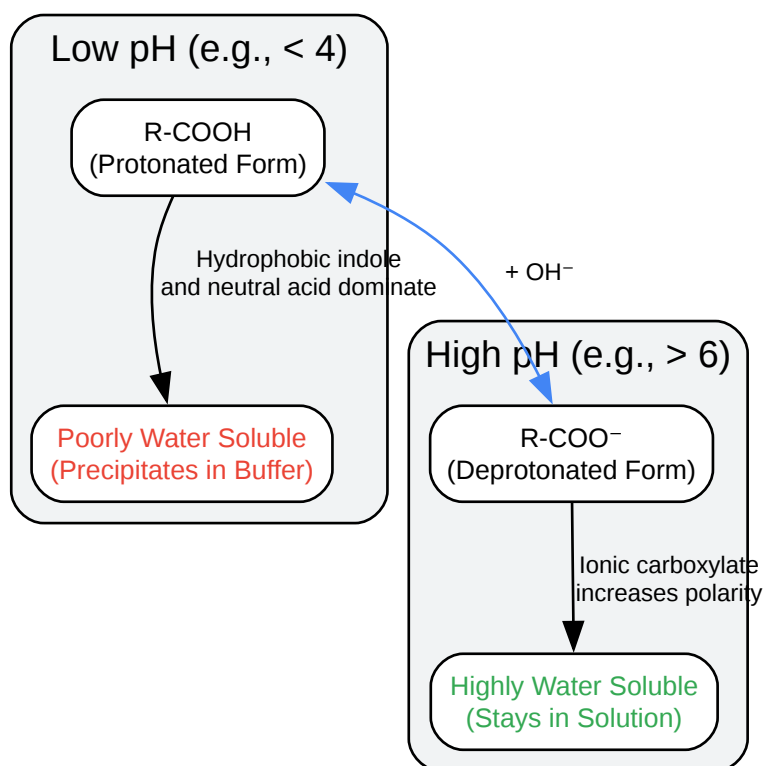 Low pH (e.g., < 4)
R-COOH
(Protonated Form)
Hydrophobic indole
and neutral acid dominate
+ OH⁻
Poorly Water Soluble
(Precipitates in Buffer)
High pH (e.g., > 6)
R-COO⁻
(Deprotonated Form)
Ionic carboxylate
increases polarity
Highly Water Soluble
(Stays in Solution)